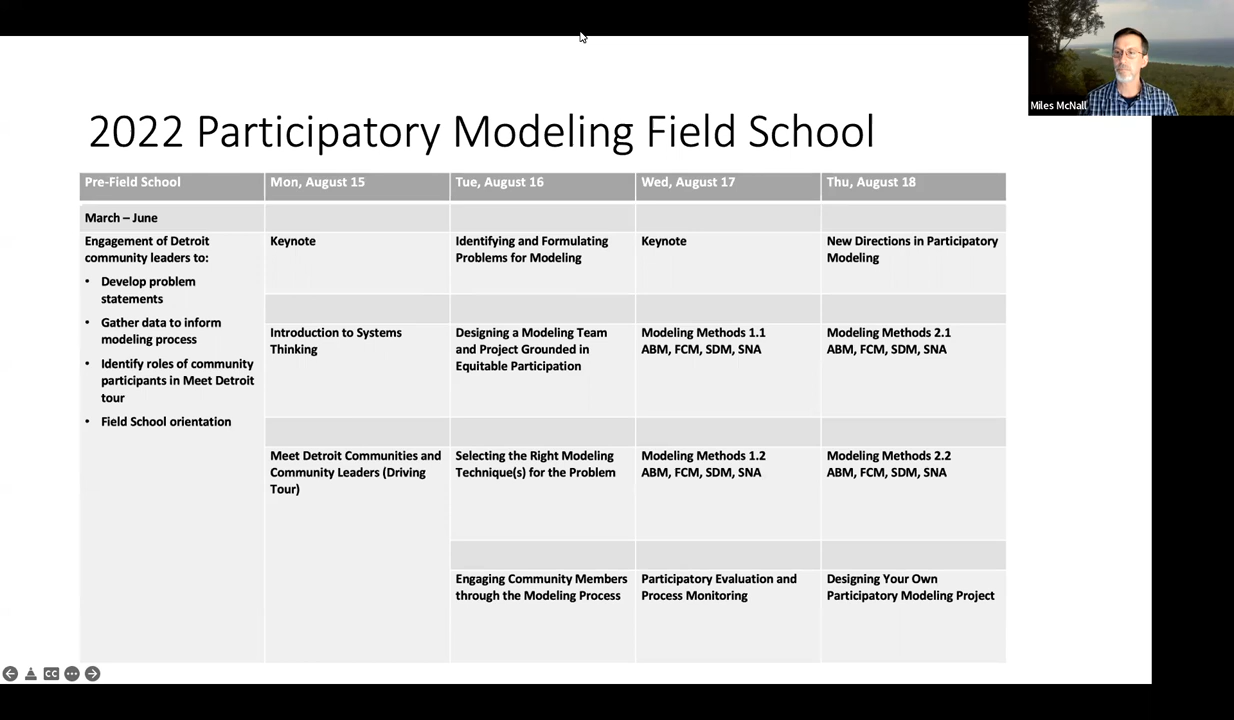 Miles McNall
2022 Participatory Modeling Field School
Pre-Field School
Mon, August 15
Tue, August 16
Wed, August 17
Thu, August 18
March – June
Engagement of Detroit
community leaders to:
• Develop problem
statements
• Gather data to inform
modeling process
• Identify roles of community
participants in Meet Detroit
tour
• Field School orientation
Keynote
Identifying and Formulating
Problems for Modeling
Keynote
New Directions in Participatory
Modeling
Introduction to Systems
Thinking
Designing a Modeling Team
and Project Grounded in
Equitable Participation
Modeling Methods 1.1
ABM, FCM, SDM, SNA
Modeling Methods 2.1
ABM, FCM, SDM, SNA
Meet Detroit Communities and
Community Leaders (Driving
Tour)
Selecting the Right Modeling
Technique(s) for the Problem
Modeling Methods 1.2
ABM, FCM, SDM, SNA
Modeling Methods 2.2
ABM, FCM, SDM, SNA
Engaging Community Members
through the Modeling Process
Participatory Evaluation and
Process Monitoring
Designing Your Own
Participatory Modeling Project
CC